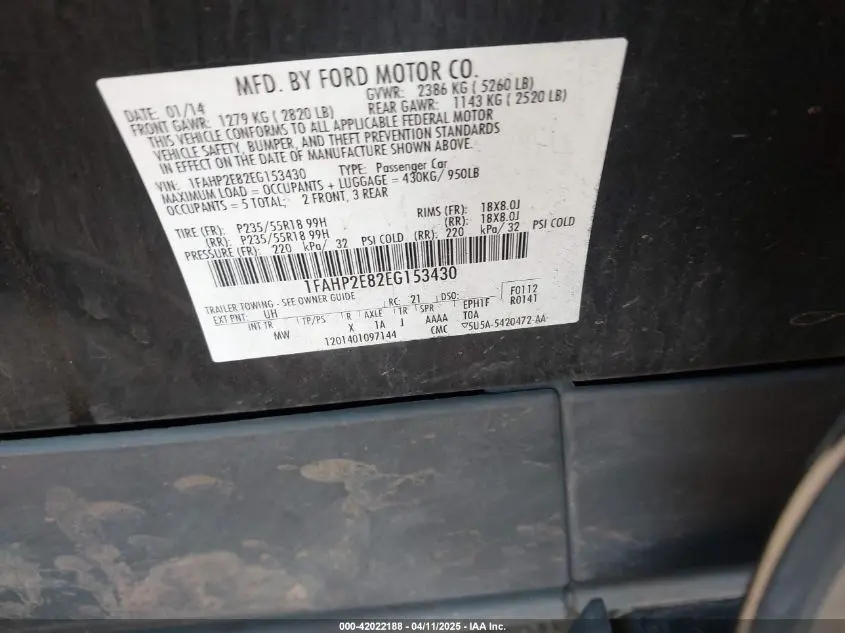 MFD. BY FORD MOTOR CO.
DATE: 01/14 GVWR: 2386 KG ( 5260 LB)
FRONT GAWR: 1279 KG ( 2820 LB) REAR GAWR: 1143 KG ( 2520 LB)
THIS VEHICLE CONFORMS TO ALL APPLICABLE FEDERAL MOTOR
VEHICLE SAFETY, BUMPER, AND THEFT PREVENTION STANDARDS
IN EFFECT ON THE DATE OF MANUFACTURE SHOWN ABOVE.
VIN: 1FAHP2E82EG153430 TYPE: Passenger Car
MAXIMUM LOAD = OCCUPANTS + LUGGAGE = 430KG/ 950LB
OCCUPANTS = 5 TOTAL; 2 FRONT, 3 REAR
TIRE (FR): P235/55R18 99H RIMS (FR): 18X8.0J
(RR): P235/55R18 99H (RR): 18X8.0J
PRESSURE (FR): 220 kPa/ 32 PSI COLD (RR): 220 kPa/ 32 PSI COLD
1FAHP2E82EG153430
TRAILER TOWING - SEE OWNER GUIDE RC: 21 DSO: F0112
EXT PNT: UH R0141
INT TR TP/PS R AXLE TR SPR EPH1F
MW X 1A J AAAA TOA
1201401097144 CMC ▽5U5A-5420472-AA
000-42022188 - 04/11/2025 - IAA Inc.